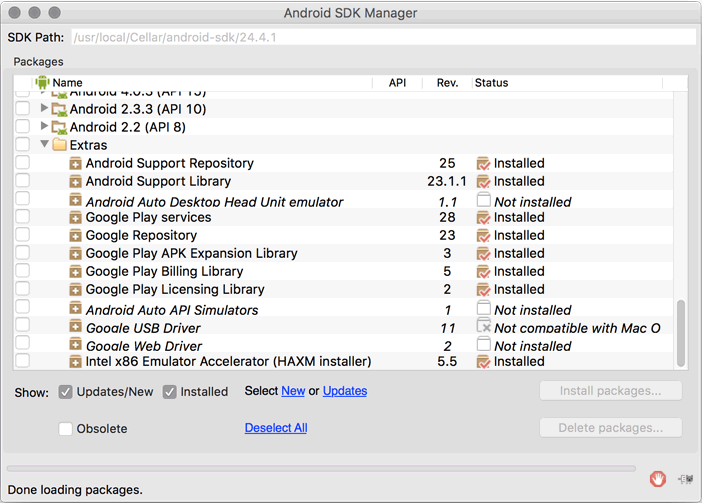 Android SDK Manager
SDK Path: /usr/local/Cellar/android-sdk/24.4.1
Packages
Name API Rev. Status
Android 4.0.3 (API 15)
Android 2.3.3 (API 10)
Android 2.2 (API 8)
Extras
Android Support Repository 25 Installed
Android Support Library 23.1.1 Installed
Android Auto Desktop Head Unit emulator 1.1 Not installed
Google Play services 28 Installed
Google Repository 23 Installed
Google Play APK Expansion Library 3 Installed
Google Play Billing Library 5 Installed
Google Play Licensing Library 2 Installed
Android Auto API Simulators 1 Not installed
Google USB Driver 11 Not compatible with Mac O
Google Web Driver 2 Not installed
Intel x86 Emulator Accelerator (HAXM installer) 5.5 Installed
Show: Updates/New Installed Select New or Updates Install packages...
Obsolete Deselect All Delete packages...
Done loading packages.